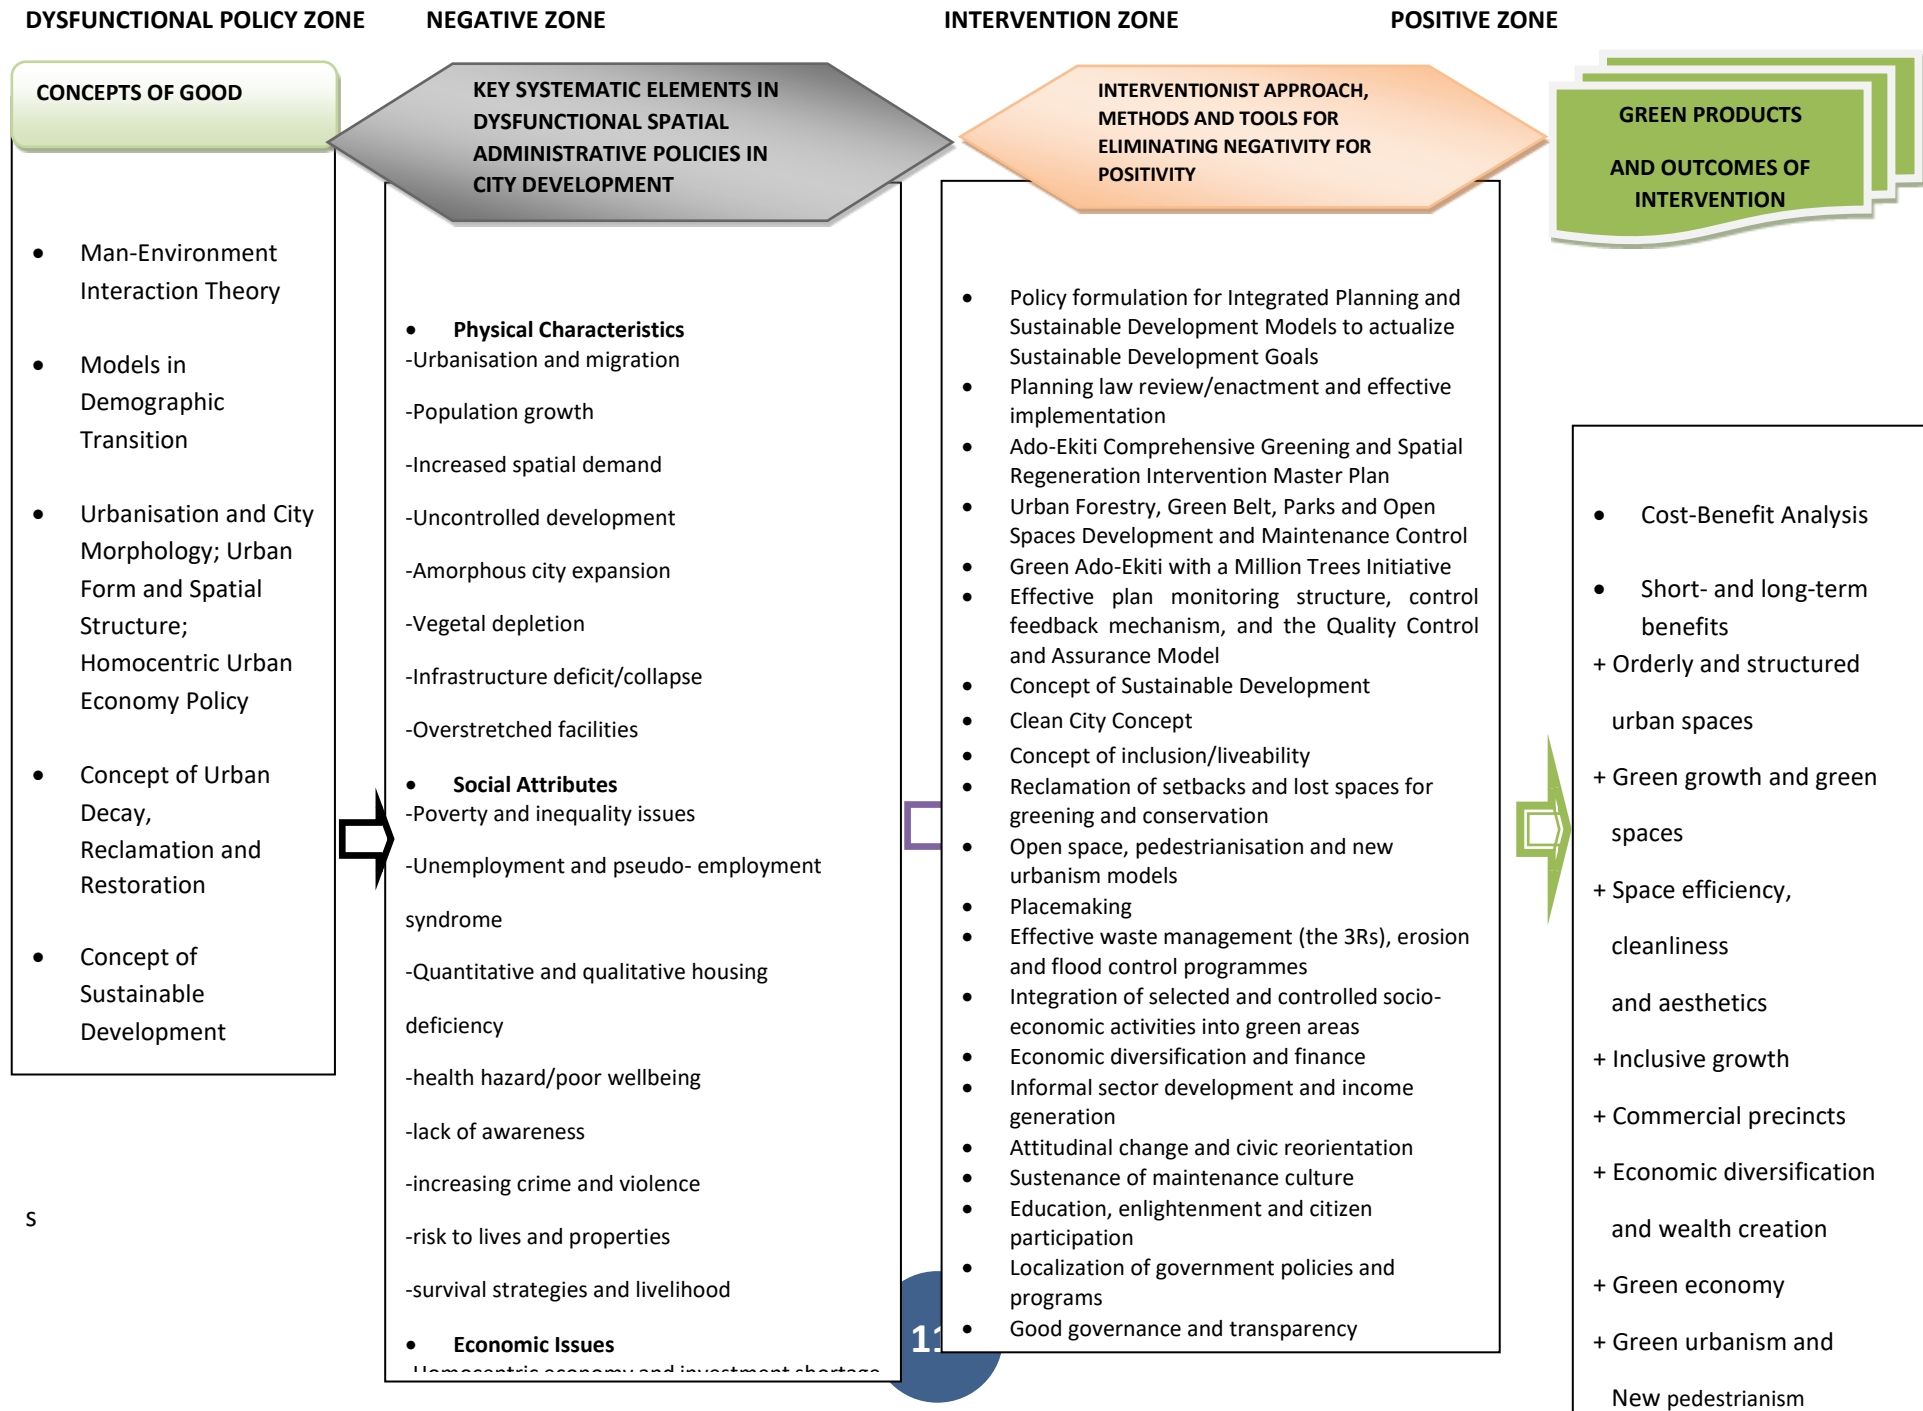 DYSFUNCTIONAL POLICY ZONE
NEGATIVE ZONE
INTERVENTION ZONE
POSITIVE ZONE
CONCEPTS OF GOOD
• Man-Environment
Interaction Theory
• Models in
Demographic
Transition
• Urbanisation and City
Morphology; Urban
Form and Spatial
Structure;
Homocentric Urban
Economy Policy
• Concept of Urban
Decay,
Reclamation and
Restoration
• Concept of
Sustainable
Development
s
KEY SYSTEMATIC ELEMENTS IN
DYSFUNCTIONAL SPATIAL
ADMINISTRATIVE POLICIES IN
CITY DEVELOPMENT
• Physical Characteristics
-Urbanisation and migration
-Population growth
-Increased spatial demand
-Uncontrolled development
-Amorphous city expansion
-Vegetal depletion
-Infrastructure deficit/collapse
-Overstretched facilities
• Social Attributes
-Poverty and inequality issues
-Unemployment and pseudo- employment
syndrome
-Quantitative and qualitative housing
deficiency
-health hazard/poor wellbeing
-lack of awareness
-increasing crime and violence
-risk to lives and properties
-survival strategies and livelihood
• Economic Issues
-Homocentric economy and investment shortage
INTERVENTIONIST APPROACH,
METHODS AND TOOLS FOR
ELIMINATING NEGATIVITY FOR
POSITIVITY
• Policy formulation for Integrated Planning and
Sustainable Development Models to actualize
Sustainable Development Goals
• Planning law review/enactment and effective
implementation
• Ado-Ekiti Comprehensive Greening and Spatial
Regeneration Intervention Master Plan
• Urban Forestry, Green Belt, Parks and Open
Spaces Development and Maintenance Control
• Green Ado-Ekiti with a Million Trees Initiative
• Effective plan monitoring structure, control
feedback mechanism, and the Quality Control
and Assurance Model
• Concept of Sustainable Development
• Clean City Concept
• Concept of inclusion/liveability
• Reclamation of setbacks and lost spaces for
greening and conservation
• Open space, pedestrianisation and new
urbanism models
• Placemaking
• Effective waste management (the 3Rs), erosion
and flood control programmes
• Integration of selected and controlled socio-
economic activities into green areas
• Economic diversification and finance
• Informal sector development and income
generation
• Attitudinal change and civic reorientation
• Sustenance of maintenance culture
• Education, enlightenment and citizen
participation
• Localization of government policies and
programs
• Good governance and transparency
GREEN PRODUCTS
AND OUTCOMES OF
INTERVENTION
• Cost-Benefit Analysis
• Short- and long-term
benefits
+ Orderly and structured
urban spaces
+ Green growth and green
spaces
+ Space efficiency,
cleanliness
and aesthetics
+ Inclusive growth
+ Commercial precincts
+ Economic diversification
and wealth creation
+ Green economy
+ Green urbanism and
New pedestrianism